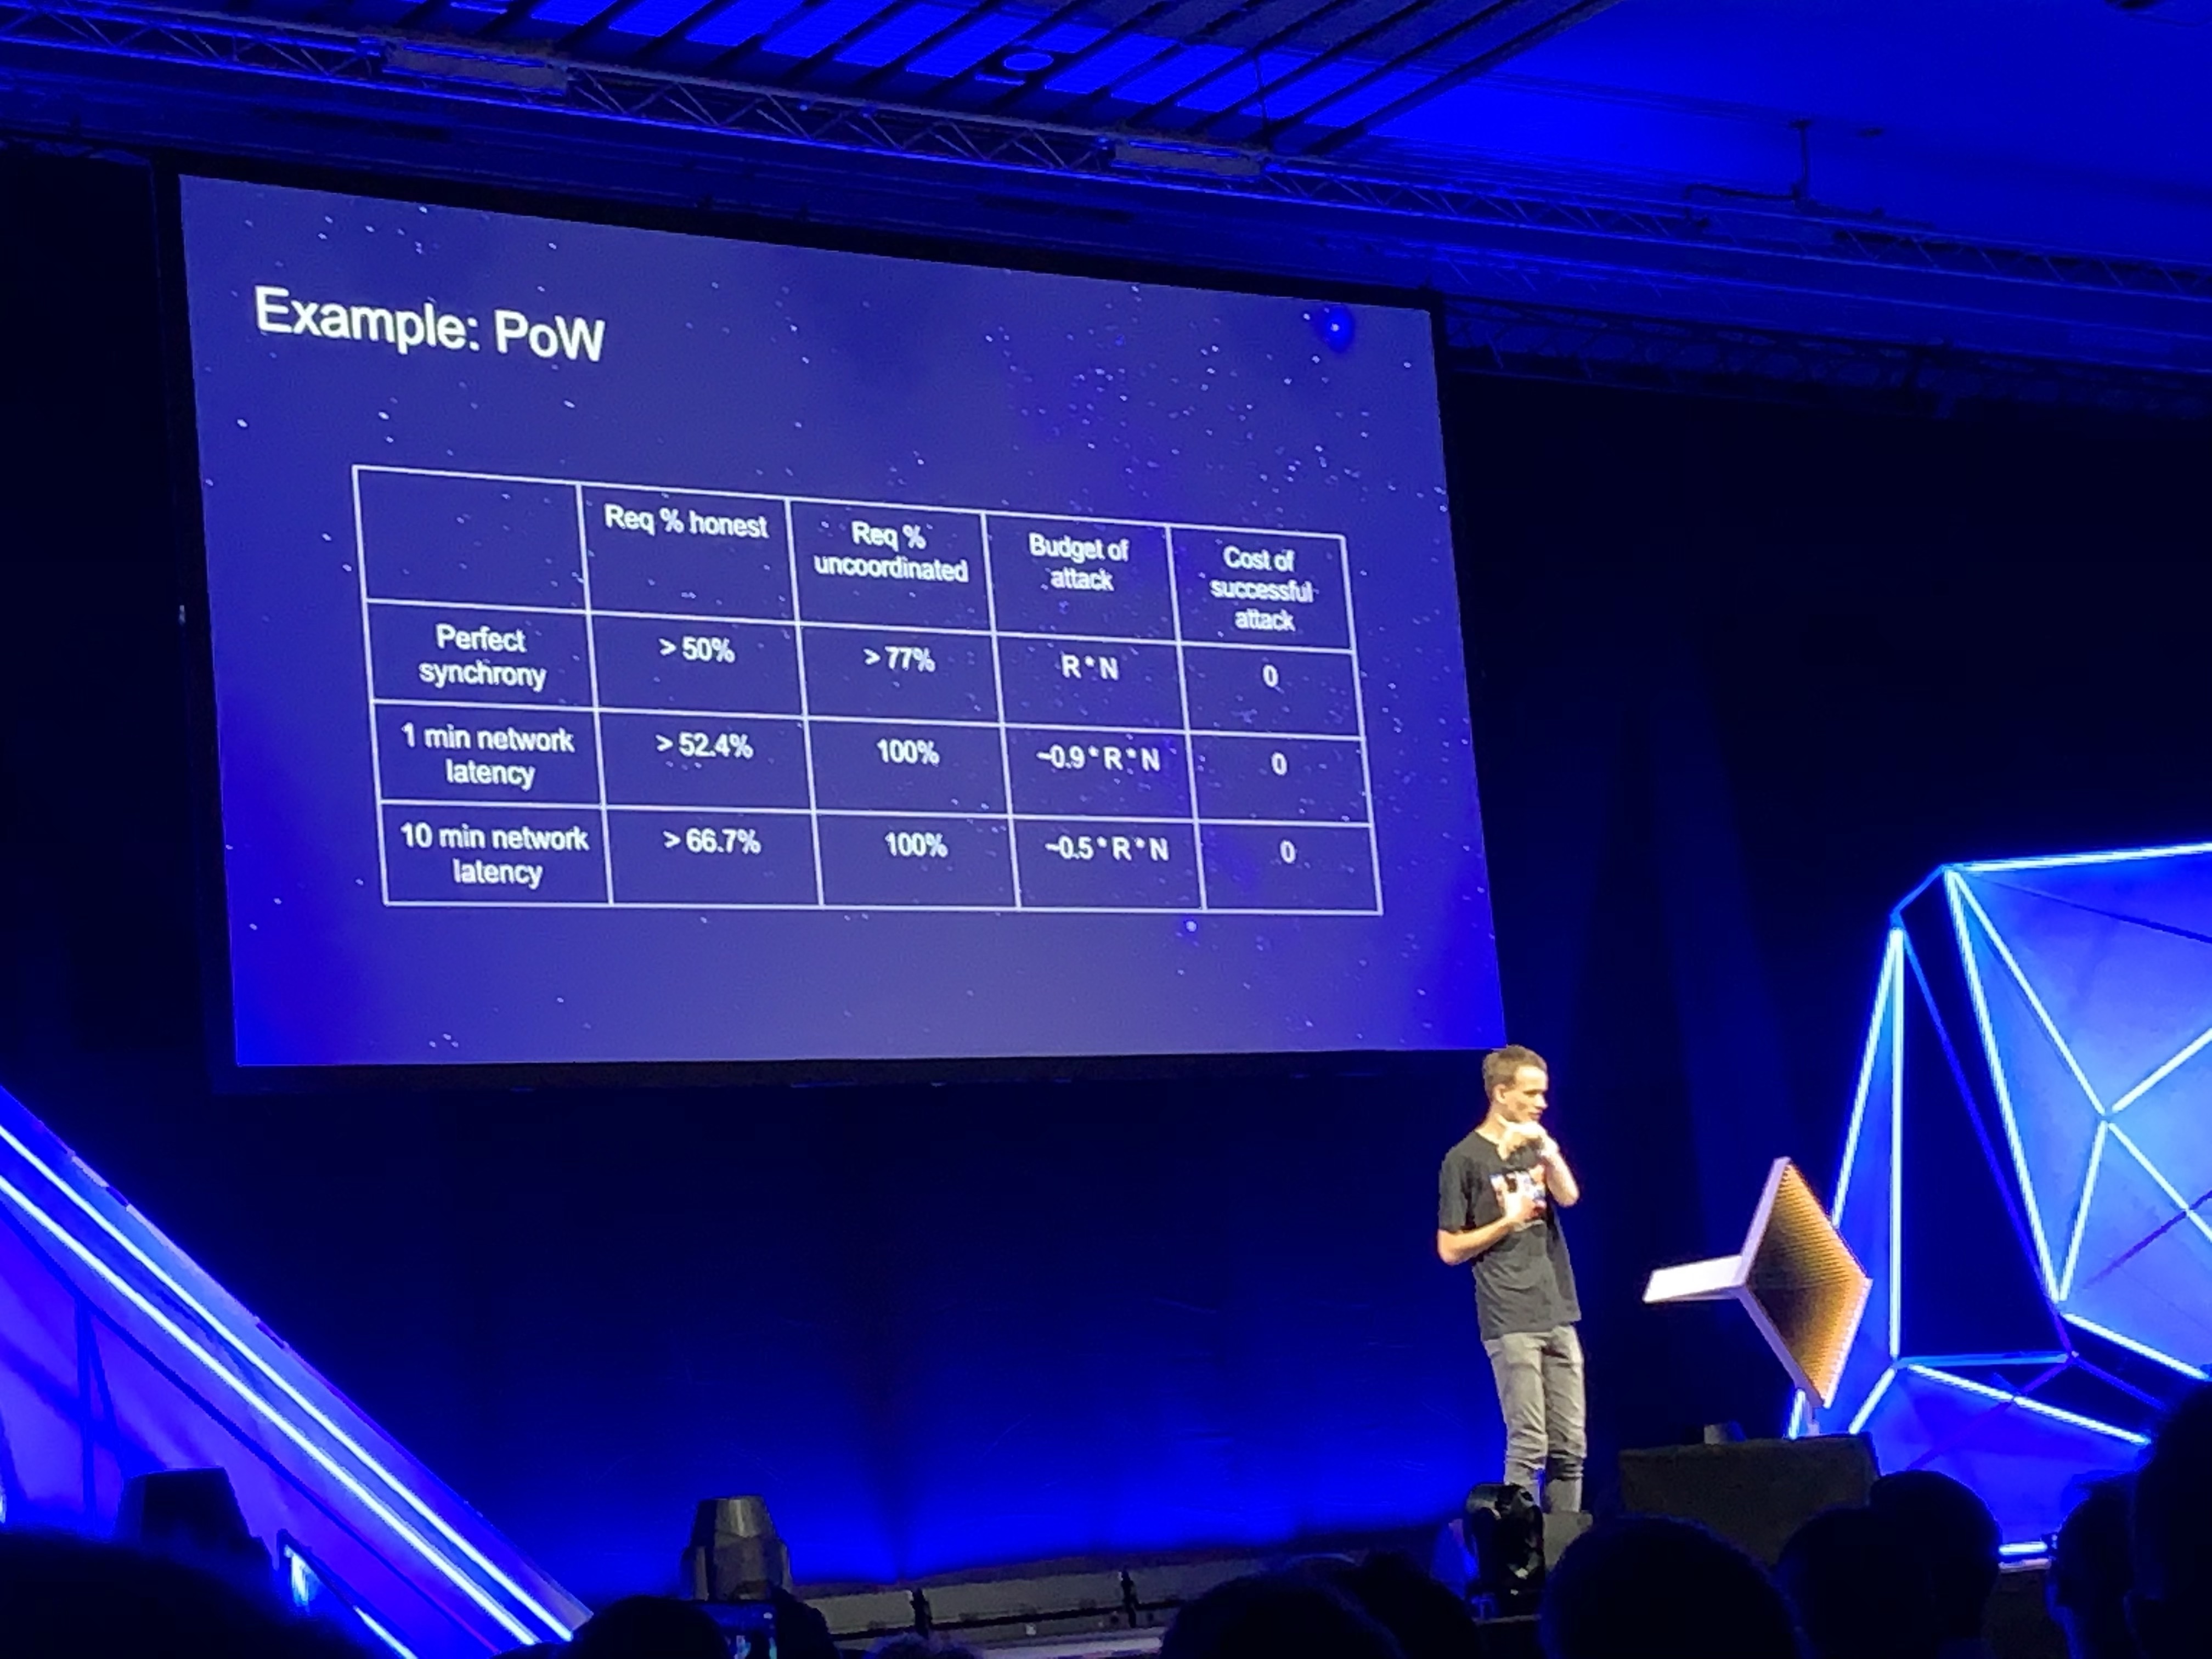 Example: PoW
Req % honest
Req %
uncoordinated
Budget of
attack
Cost of
successful
attack
Perfect
synchrony
> 50%
> 77%
R * N
0
1 min network
latency
> 52.4%
100%
~0.9 * R * N
0
10 min network
latency
> 66.7%
100%
~0.5 * R * N
0